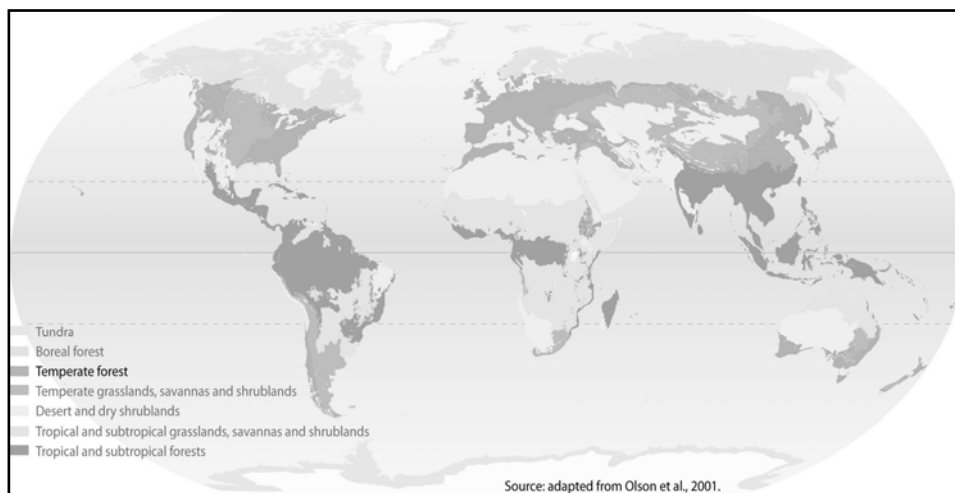 Tundra
Boreal forest
Temperate forest
Temperate grasslands, savannas and shrublands
Desert and dry shrublands
Tropical and subtropical grasslands, savannas and shrublands
Tropical and subtropical forests
Source: adapted from Olson et al., 2001.